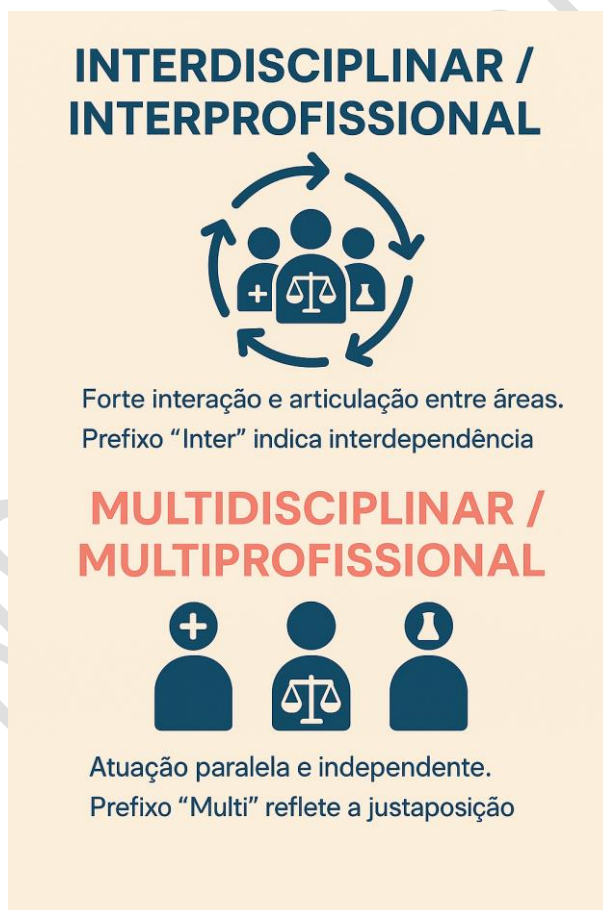 INTERDISCIPLINAR /
INTERPROFISSIONAL
Forte interação e articulação entre áreas.
Prefixo “Inter” indica interdependência
MULTIDISCIPLINAR /
MULTIPROFISSIONAL
Atuação paralela e independente.
Prefixo “Multi” reflete a justaposição